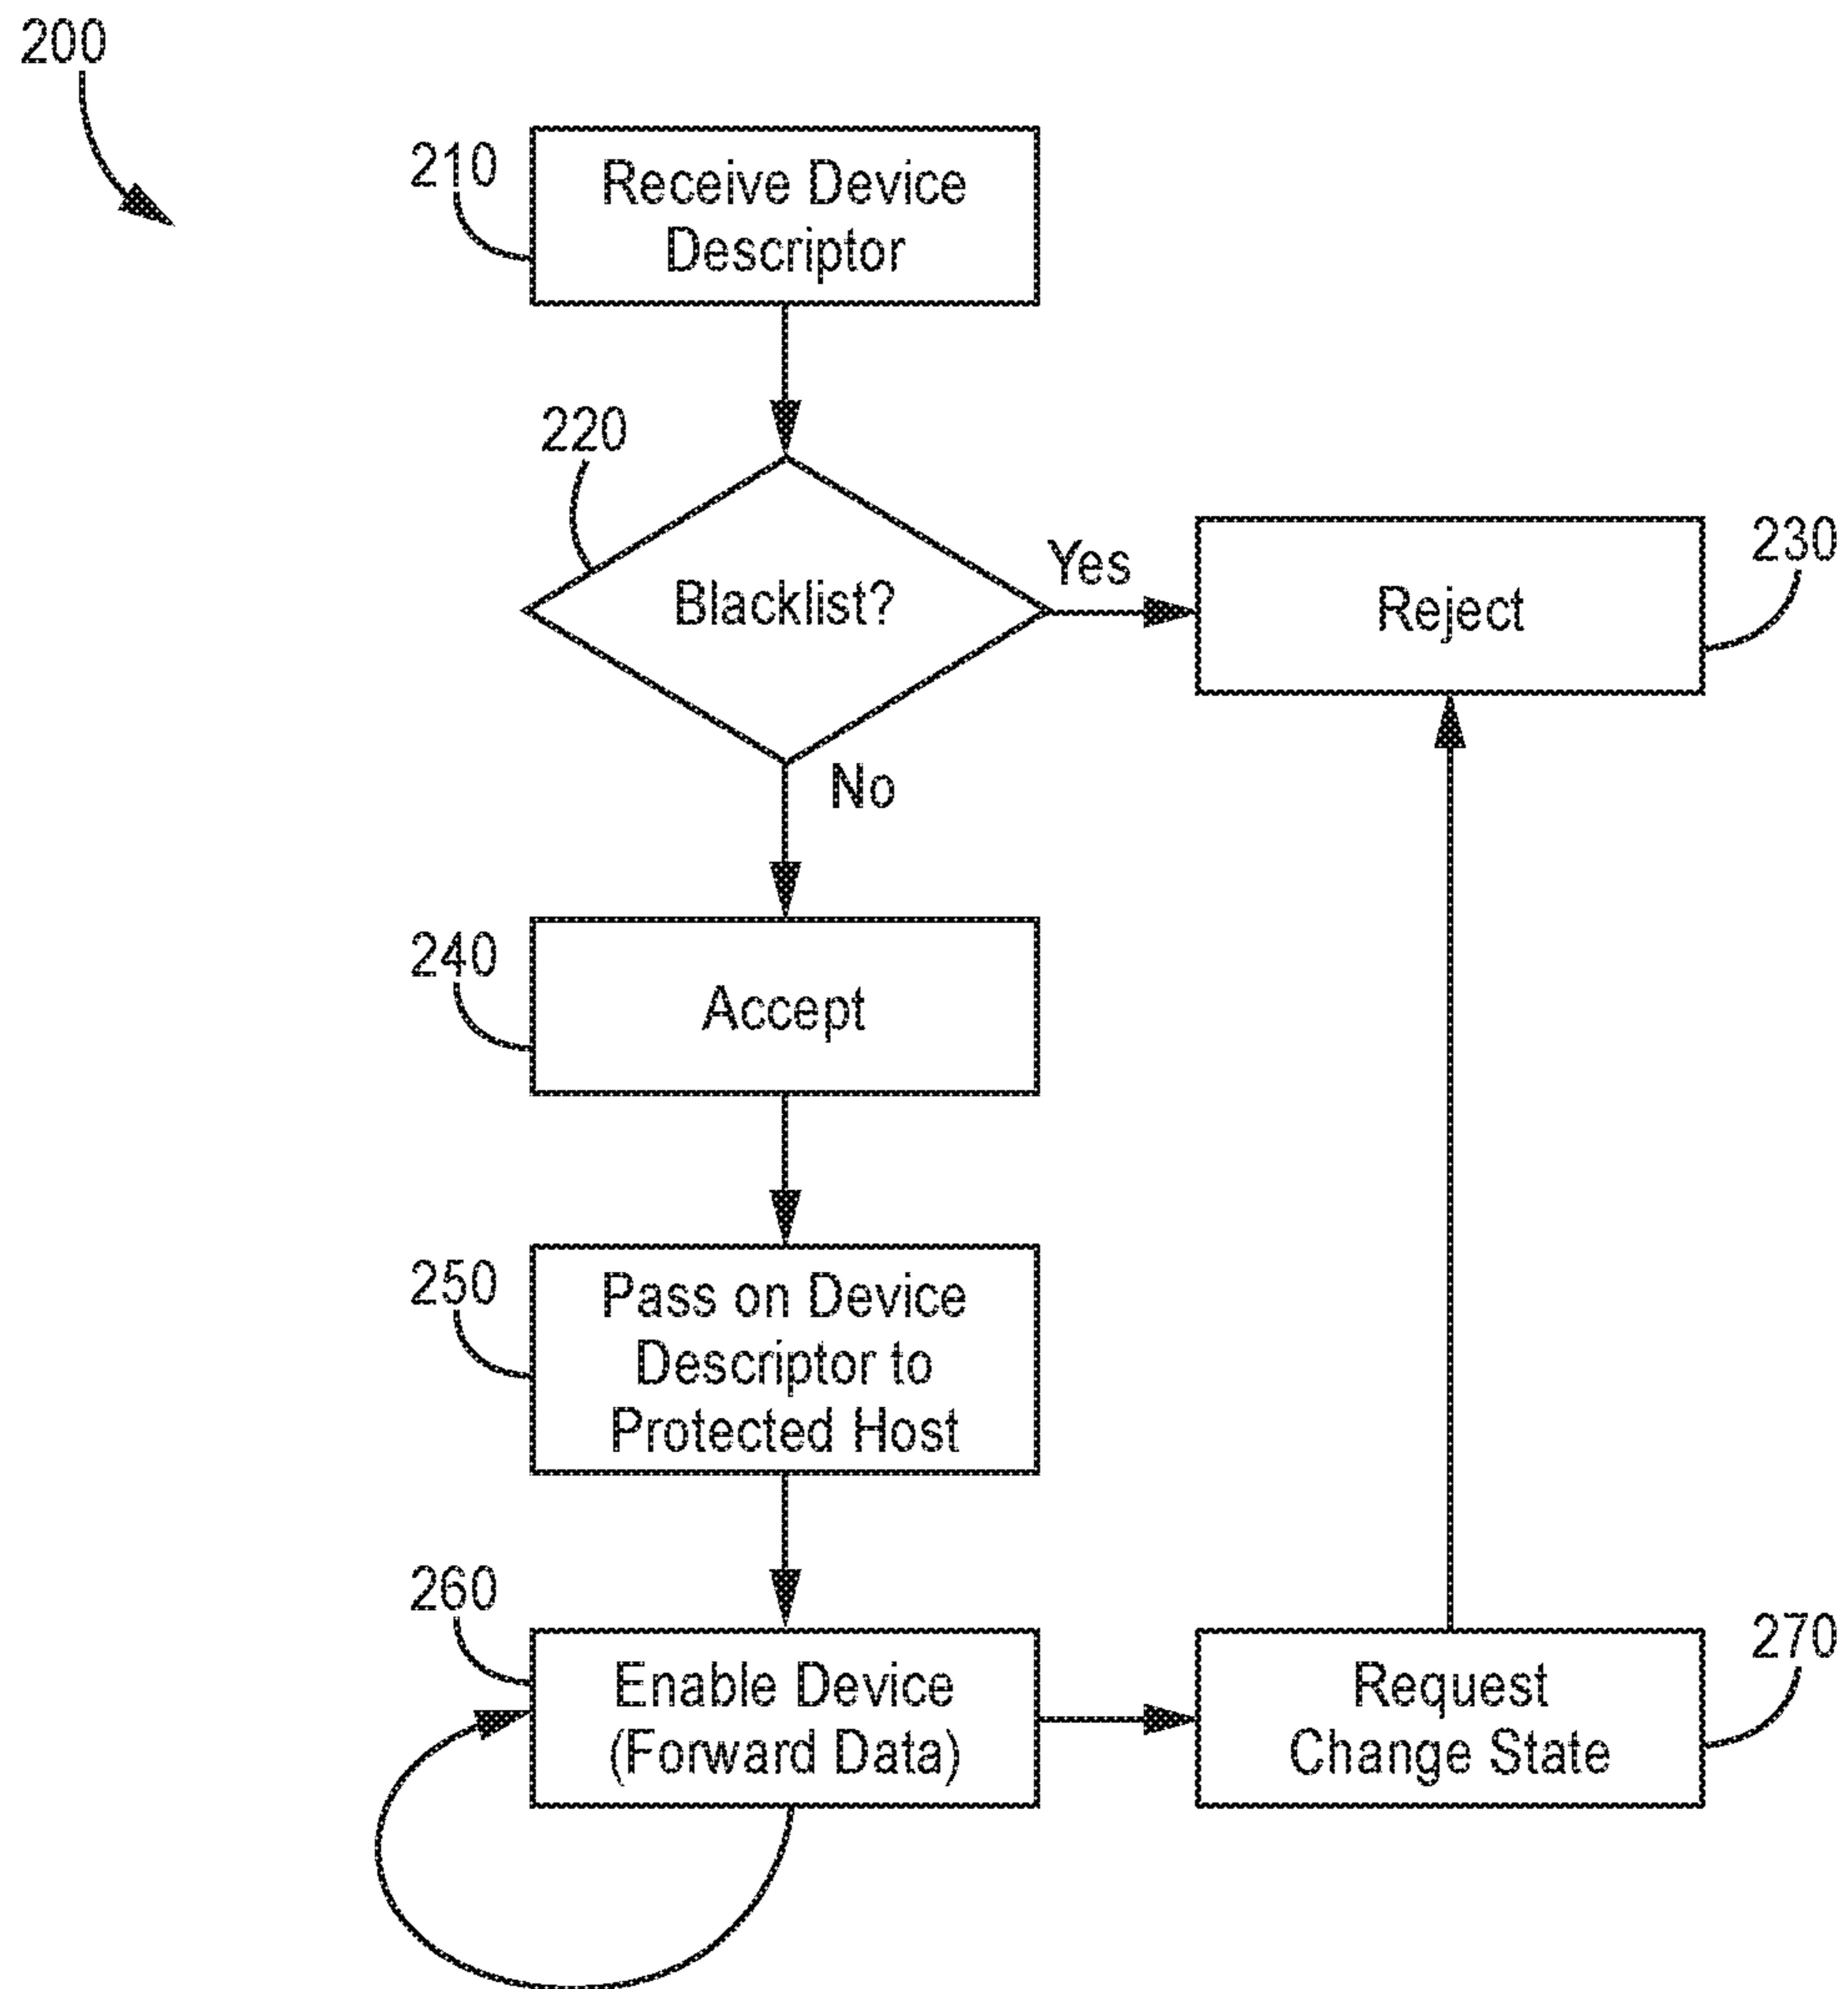 200
210
Receive Device
Descriptor
220
Blacklist?
Yes
230
Reject
No
240
Accept
250
Pass on Device
Descriptor to
Protected Host
260
Enable Device
(Forward Data)
270
Request
Change State